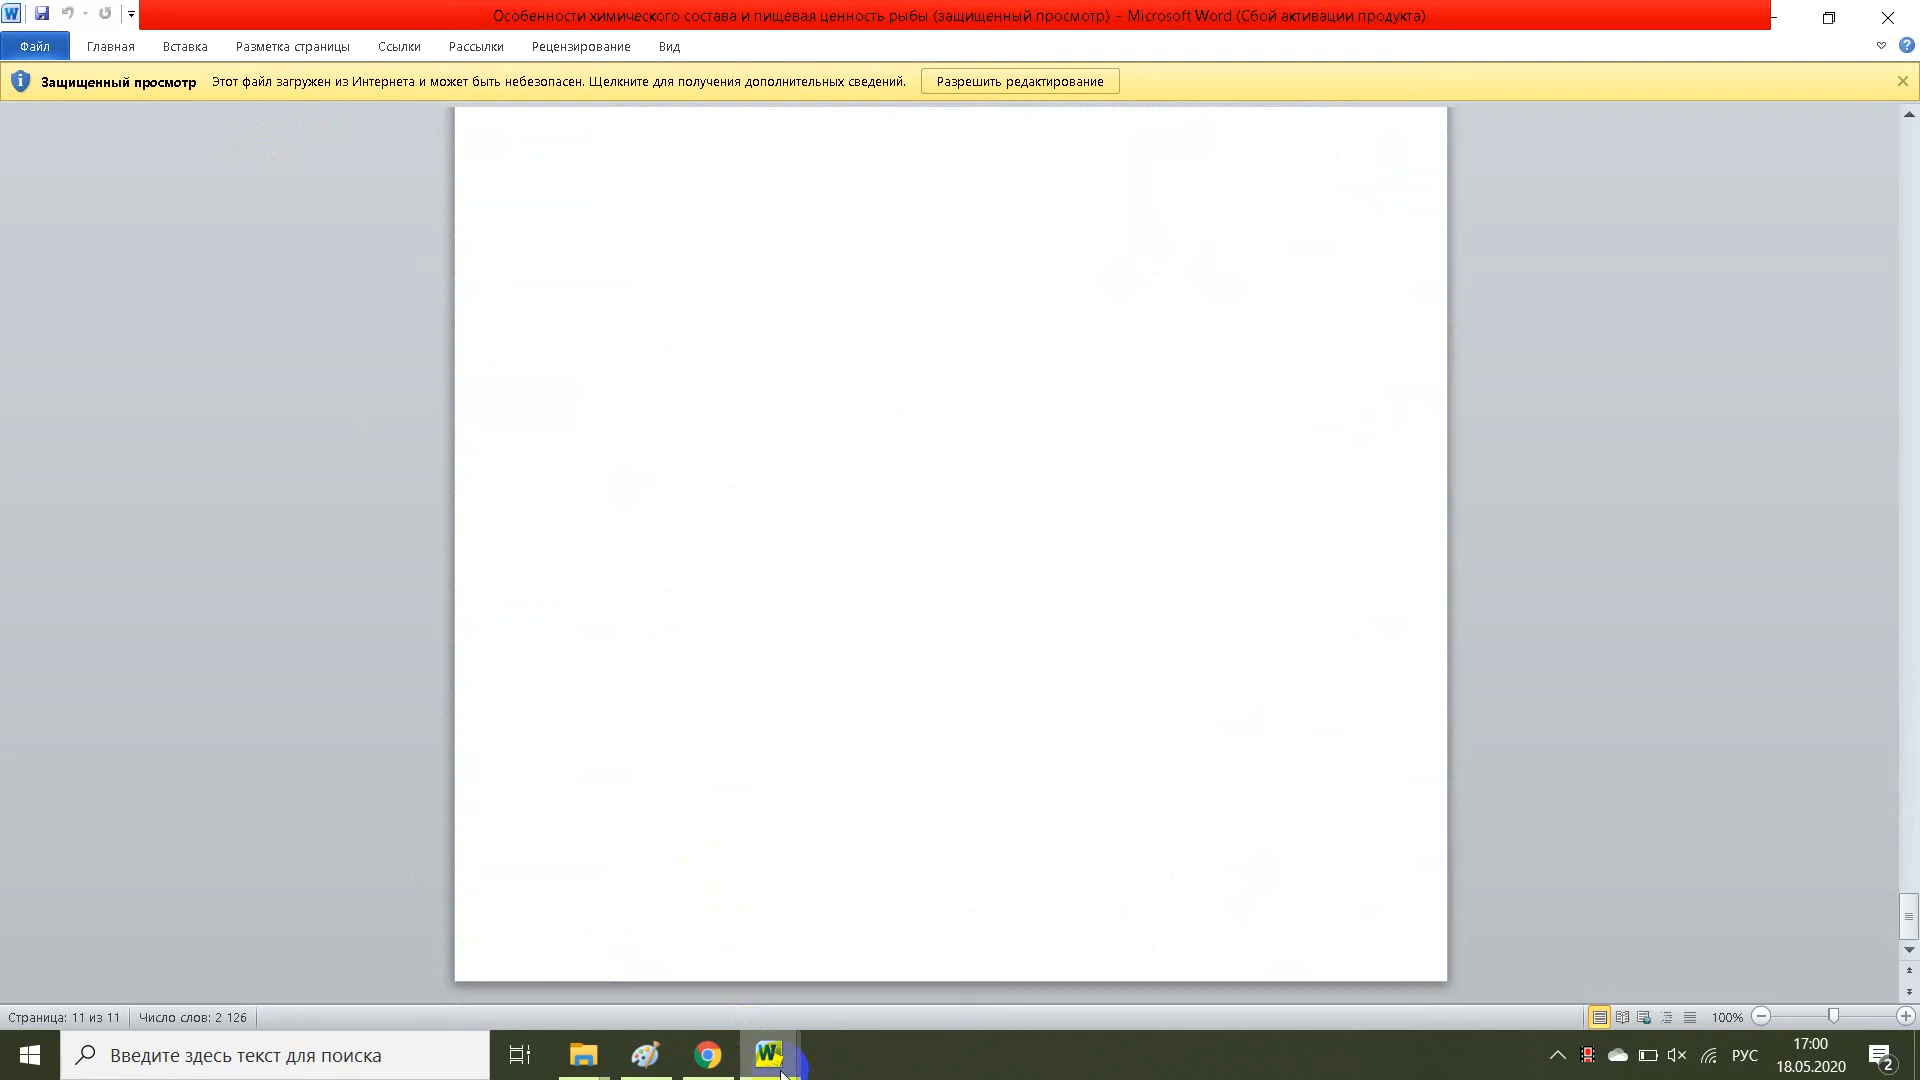 Особенности химического состава и пищевая ценность рыбы (защищенный просмотр) - Microsoft Word (Сбой активации продукта)
Файл Главная Вставка Разметка страницы Ссылки Рассылки Рецензирование Вид
Защищенный просмотр Этот файл загружен из Интернета и может быть небезопасен. Щелкните для получения дополнительных сведений. Разрешить редактирование
Страница: 11 из 11 Число слов: 2 126 100%
Введите здесь текст для поиска
РУС
17:00
18.05.2020
2